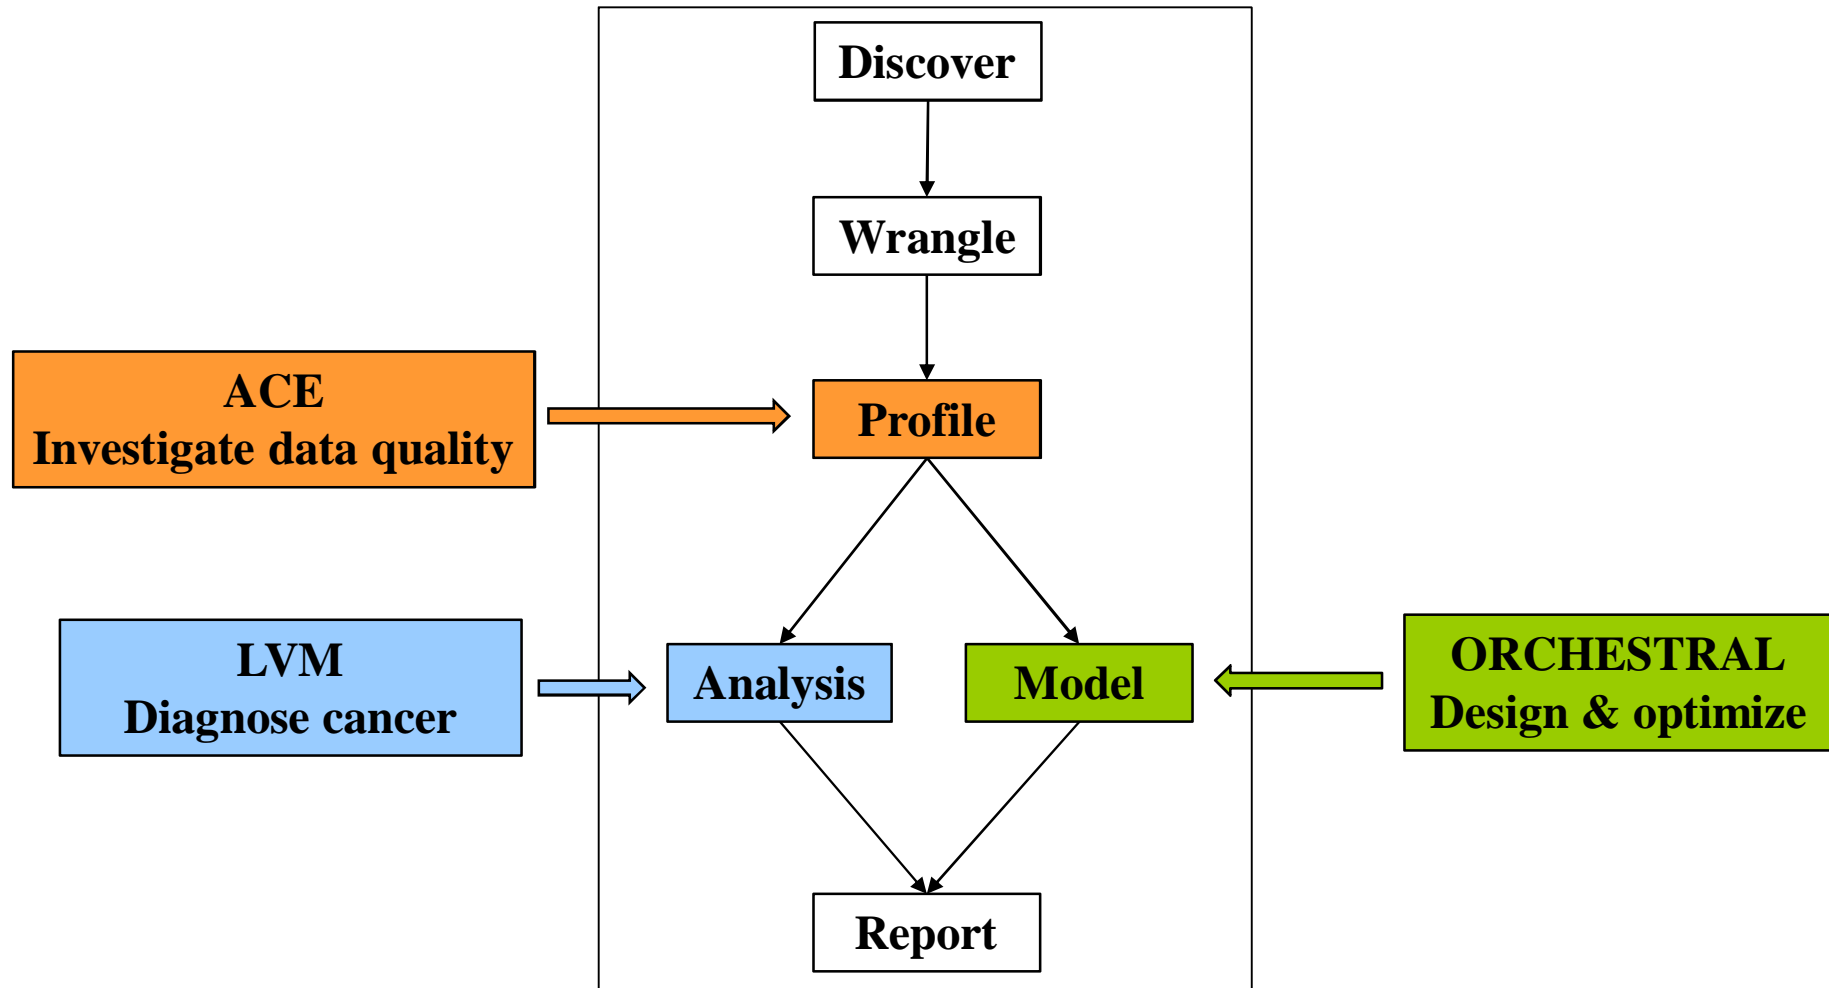 Discover
Wrangle
ACE
Investigate data quality
Profile
LVM
Diagnose cancer
Analysis
Model
ORCHESTRAL
Design & optimize
Report